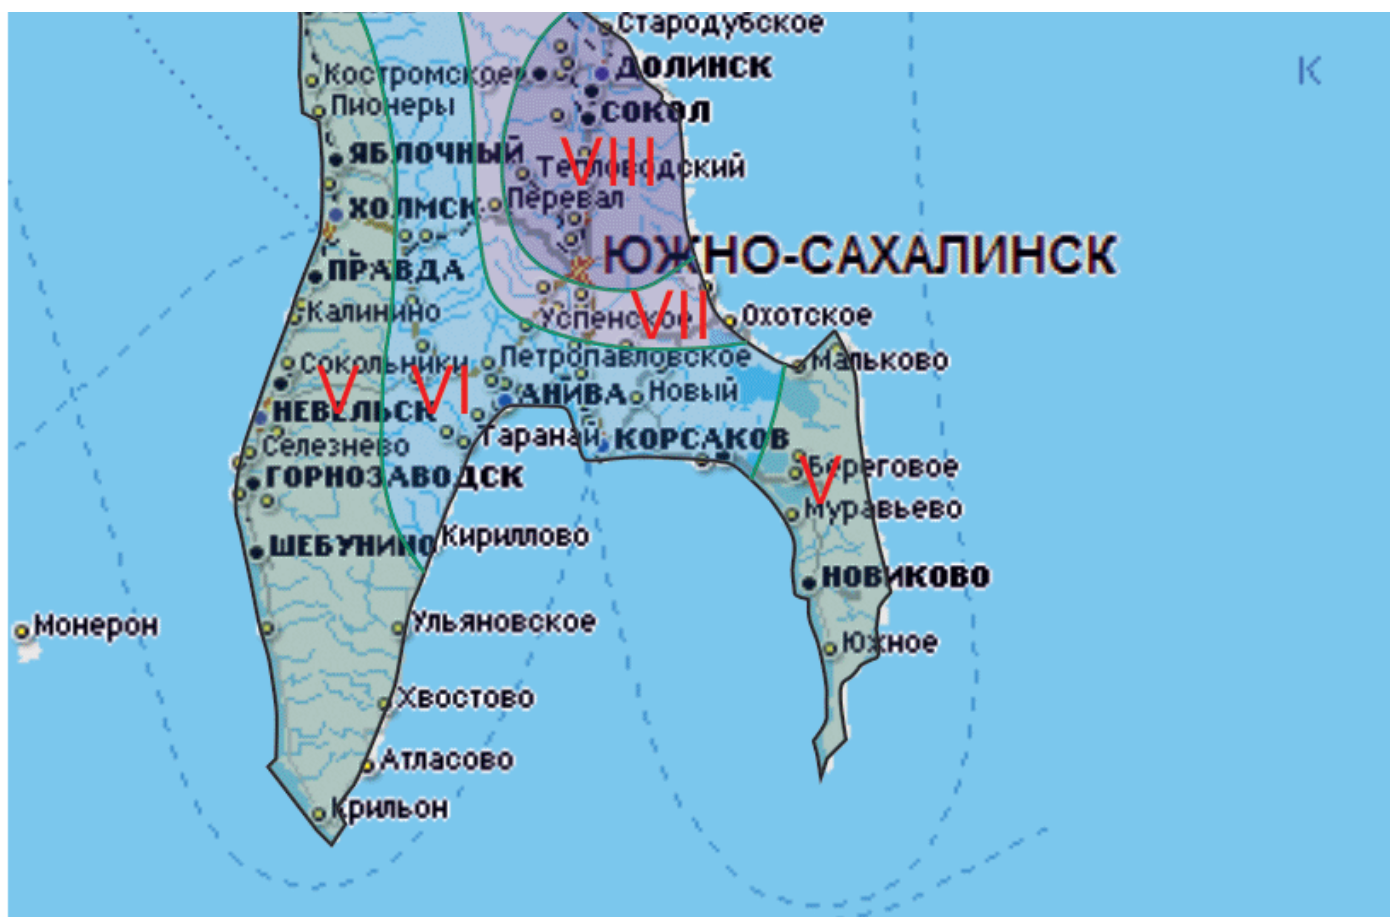 Стародубское
К
ДОЛИНСК
Костромское
Пионеры
СОКОЛ
ЯБЛОЧНЫЙ
VIII
Тепловодский
ХОЛМСК
Перевал
ЮЖНО-САХАЛИНСК
ПРАВДА
Калинино
Успенское
VII
Охотское
Сокольники
Петропавловское
Мальково
V
VI
АНИВА
Новый
НЕВЕЛЬСК
Селезнево
Таранай
КОРСАКОВ
Береговое
V
ГОРНОЗАВОДСК
Муравьево
ШЕБУНИНО
Кириллово
НОВИКОВО
Монерон
Ульяновское
Южное
Хвостово
Атласово
Крильон